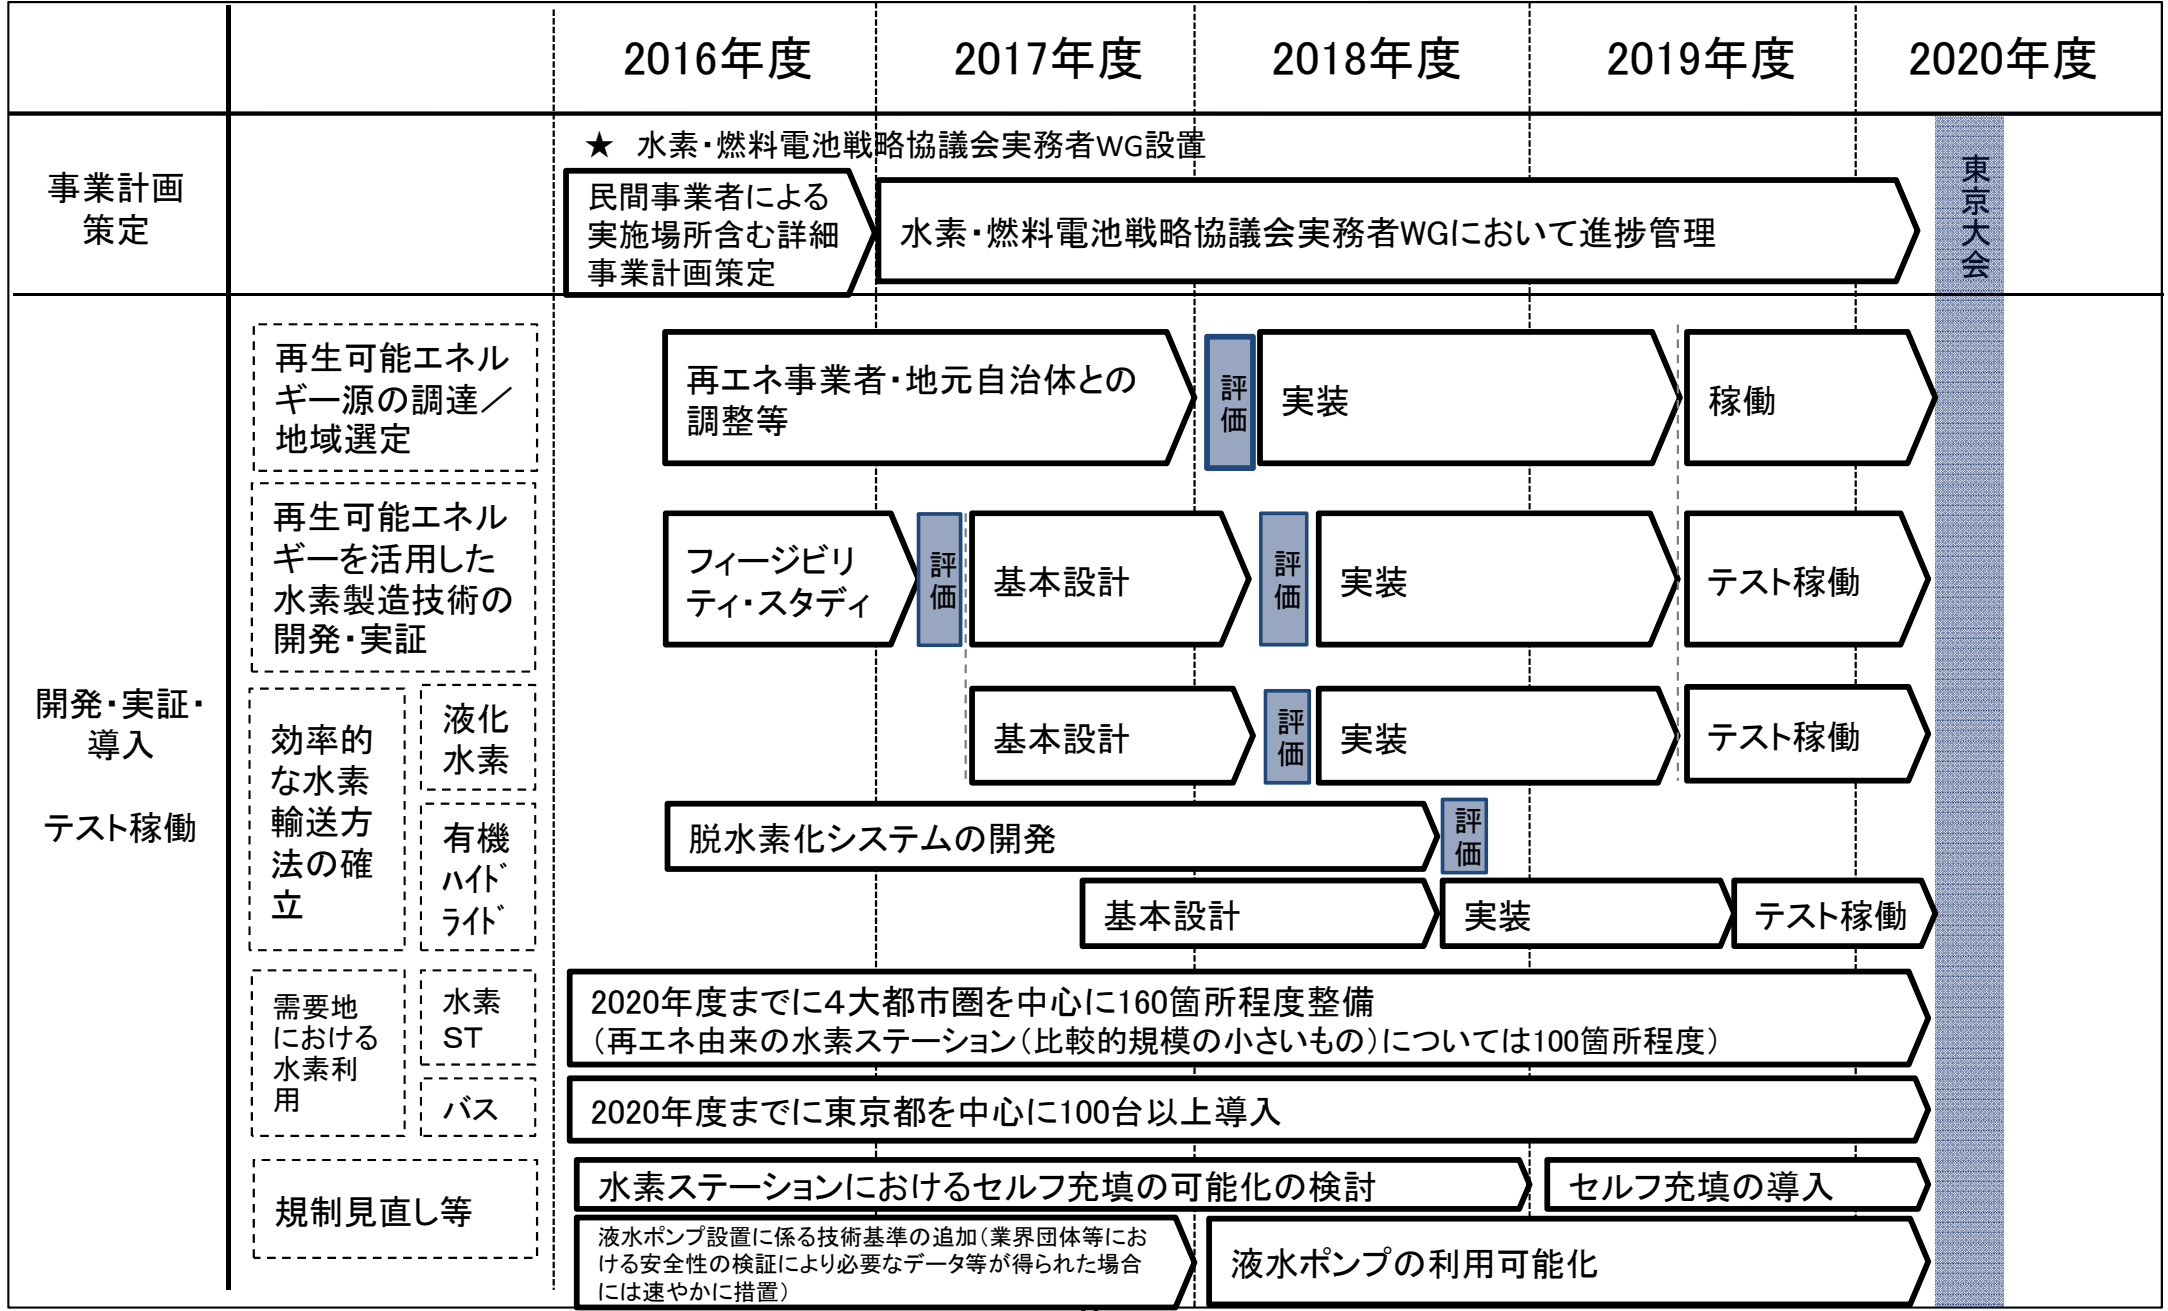 2016年度
2017年度
2018年度
2019年度
2020年度
事業計画
策定
★ 水素・燃料電池戦略協議会実務者WG設置
民間事業者による
実施場所含む詳細
事業計画策定
水素・燃料電池戦略協議会実務者WGにおいて進捗管理
東京大会
開発・実証・
導入
テスト稼働
再生可能エネル
ギー源の調達／
地域選定
再エネ事業者・地元自治体との
調整等
評価
実装
稼働
再生可能エネル
ギーを活用した
水素製造技術の
開発・実証
フィージビリ
ティ・スタディ
評価
基本設計
評価
実装
テスト稼働
効率的
な水素
輸送方
法の確
立
液化
水素
基本設計
評価
実装
テスト稼働
有機
ﾊｲﾄﾞ
ﾗｲﾄﾞ
脱水素化システムの開発
評価
基本設計
実装
テスト稼働
需要地
における
水素利
用
水素
ST
2020年度までに４大都市圏を中心に160箇所程度整備
（再エネ由来の水素ステーション（比較的規模の小さいもの）については100箇所程度）
バス
2020年度までに東京都を中心に100台以上導入
規制見直し等
水素ステーションにおけるセルフ充填の可能化の検討
セルフ充填の導入
液水ポンプ設置に係る技術基準の追加（業界団体等にお
ける安全性の検証により必要なデータ等が得られた場合
には速やかに措置）
液水ポンプの利用可能化